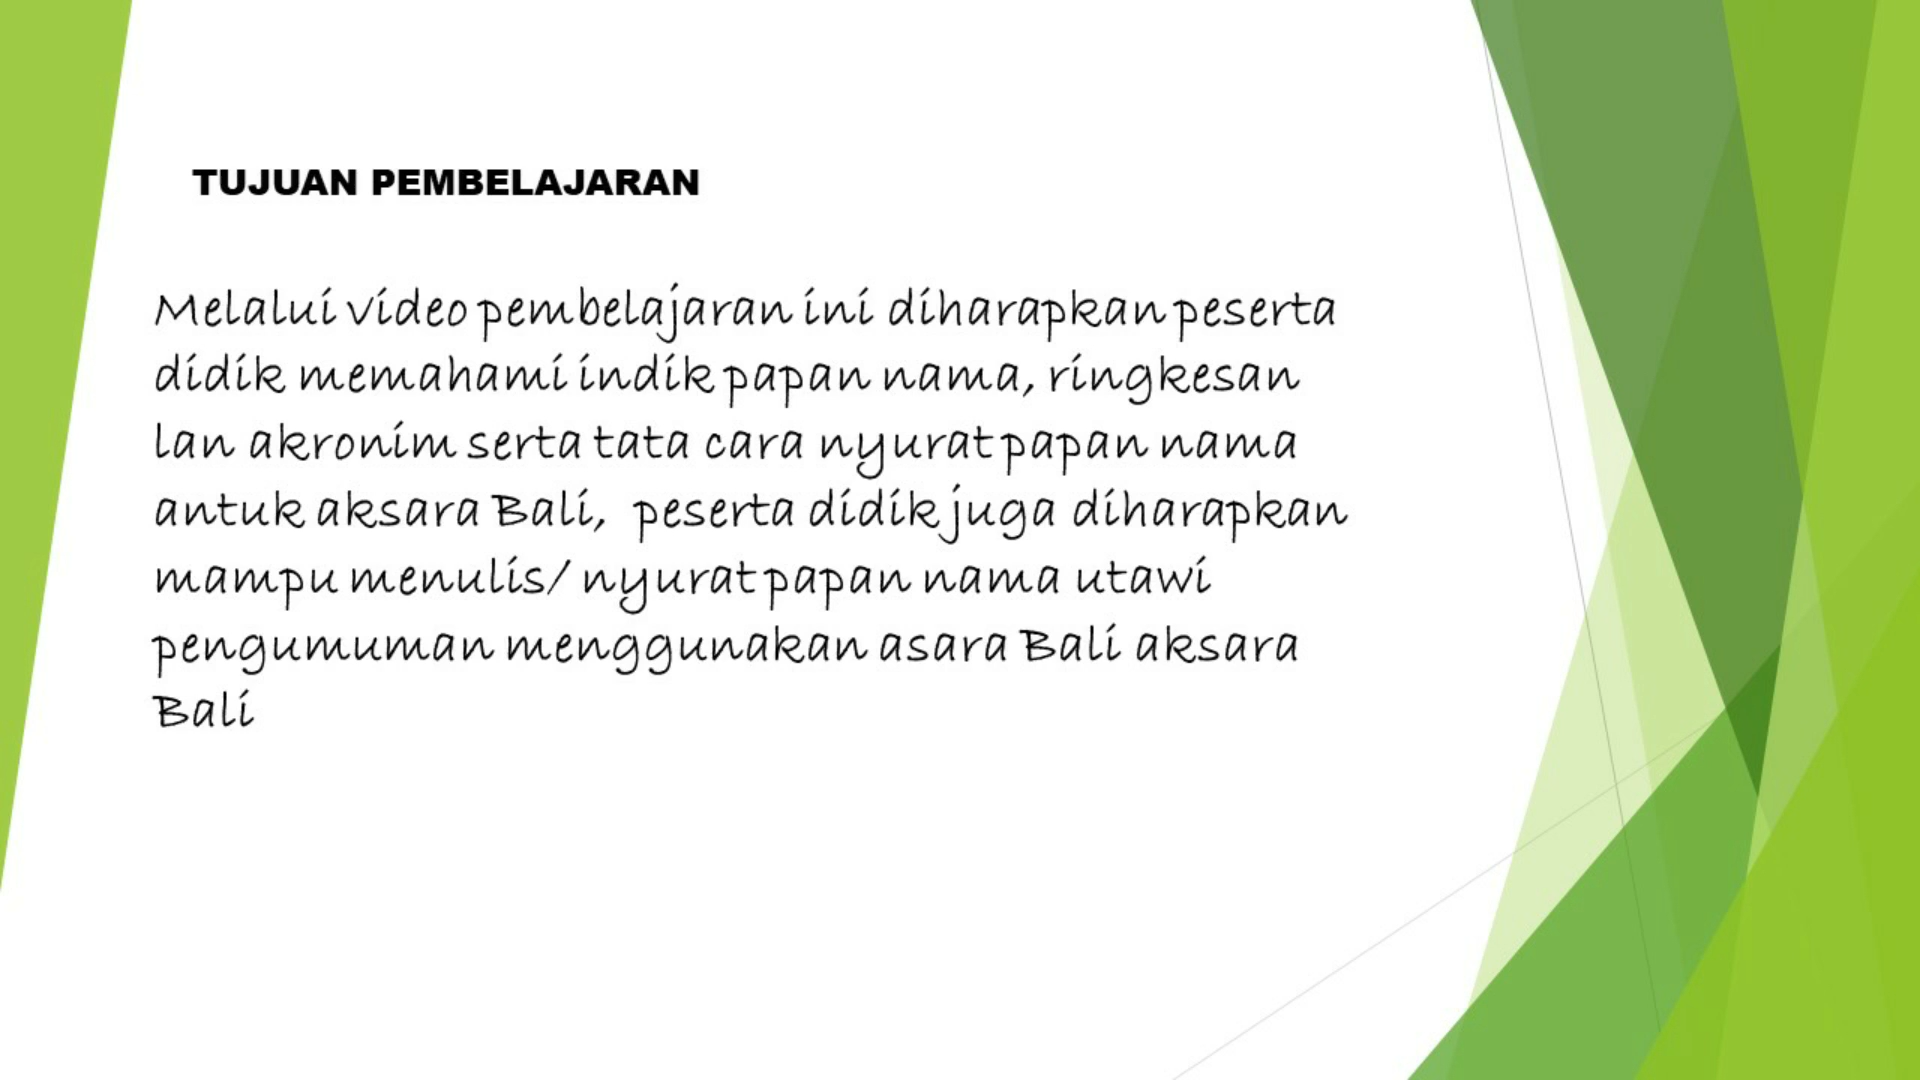 TUJUAN PEMBELAJARAN
Melalui video pembelajaran ini diharapkan peserta
didik memahami indik papan nama, ringkesan
lan akronim serta tata cara nyurat papan nama
antuk aksara Bali, peserta didik juga diharapkan
mampu menulis/ nyurat papan nama utawi
pengumuman menggunakan asara Bali aksara
Bali